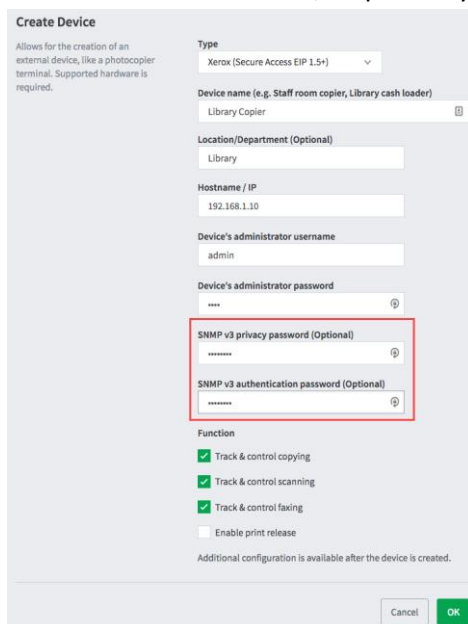 Create Device
Allows for the creation of an
external device, like a photocopier
terminal. Supported hardware is
required.
Type
Xerox (Secure Access EIP 1.5+)
Device name (e.g. Staff room copier, Library cash loader)
Library Copier
Location/Department (Optional)
Library
Hostname / IP
192.168.1.10
Device's administrator username
admin
Device's administrator password
••••
SNMP v3 privacy password (Optional)
••••••••
SNMP v3 authentication password (Optional)
••••••••
Function
Track & control copying
Track & control scanning
Track & control faxing
Enable print release
Additional configuration is available after the device is created.
Cancel
OK